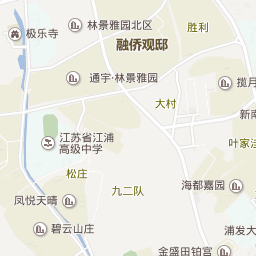 林景雅园北区
胜利
极乐寺
融侨观邸
通宇·林景雅园
揽月
大村
新南
江苏省江浦
高级中学
叶家
松庄
九二队
海都嘉园
凤悦天晴
碧云山庄
浦发大
金盛田铂宫